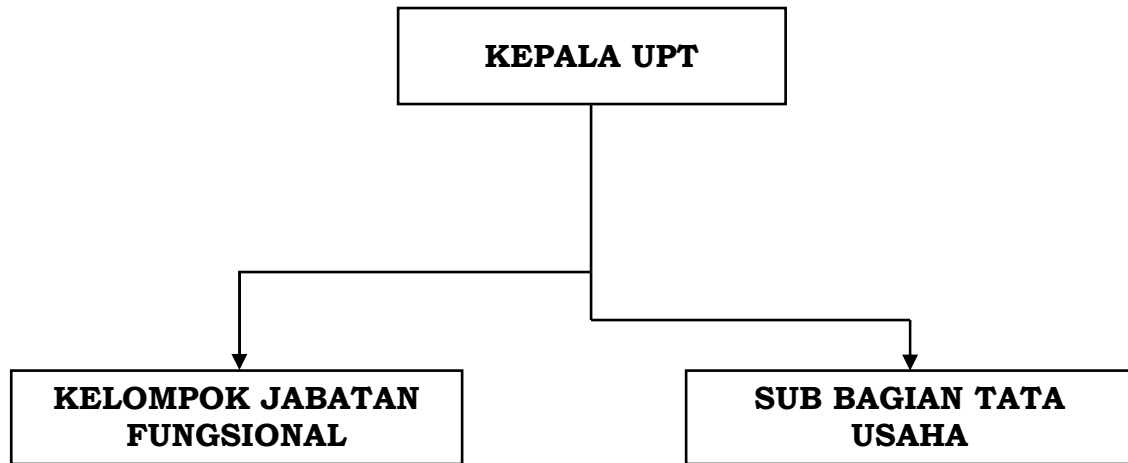 KEPALA UPT
KELOMPOK JABATAN
FUNGSIONAL
SUB BAGIAN TATA
USAHA